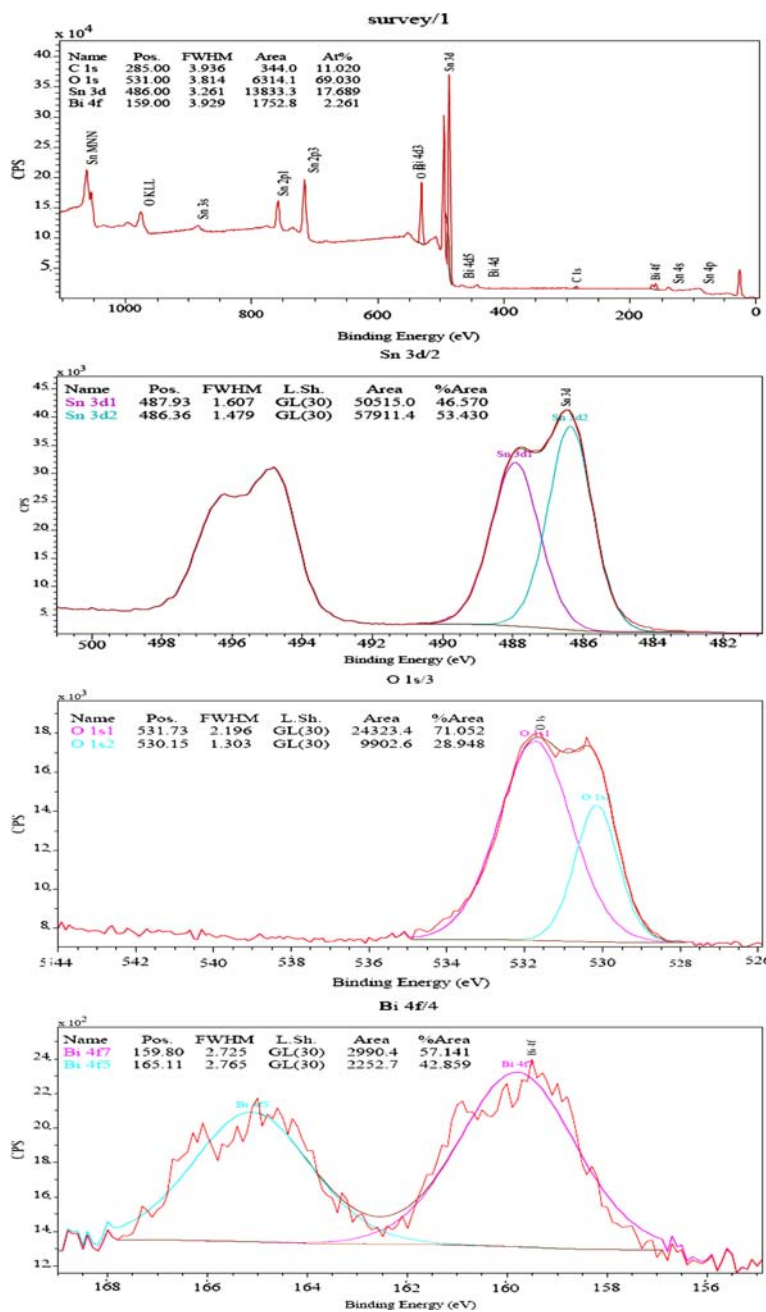 survey/1
x 10⁴
Name Pos. FWHM Area At%
C 1s 285.00 3.936 344.0 11.020
O 1s 531.00 3.814 6314.1 69.030
Sn 3d 486.00 3.261 13833.3 17.689
Bi 4f 159.00 3.929 1752.8 2.261
40
35
30
25
20
15
10
5
CPS
Sn MNN
O KLL
Sn 3s
Sn 2p1
Sn 2p3
Bi 4d3
Sn 3d
Bi 4d5
Bi 4d
C 1s
Bi 4f
Sn 4s
Sn 4p
1000 800 600 400 200 0
Binding Energy (eV)
Sn 3d/2
x 10³
Name Pos. FWHM L.Sh. Area %Area
Sn 3d1 487.93 1.607 GL(30) 50515.0 46.570
Sn 3d2 486.36 1.479 GL(30) 57911.4 53.430
45
40
35
30
25
20
15
10
5
CPS
Sn 3d
Sn 3d2
Sn 3d1
500 498 496 494 492 490 488 486 484 482
Binding Energy (eV)
O 1s/3
x 10³
Name Pos. FWHM L.Sh. Area %Area
O 1s1 531.73 2.196 GL(30) 24323.4 71.052
O 1s2 530.15 1.303 GL(30) 9902.6 28.948
18
16
14
12
10
8
CPS
O 1s
O 1s1
544 542 540 538 536 534 532 530 528 526
Binding Energy (eV)
Bi 4f/4
x 10²
Name Pos. FWHM L.Sh. Area %Area
Bi 4f7 159.80 2.725 GL(30) 2990.4 57.141
Bi 4f5 165.11 2.765 GL(30) 2252.7 42.859
24
22
20
18
16
14
12
CPS
Bi 4f
Bi 4f5
168 166 164 162 160 158 156
Binding Energy (eV)